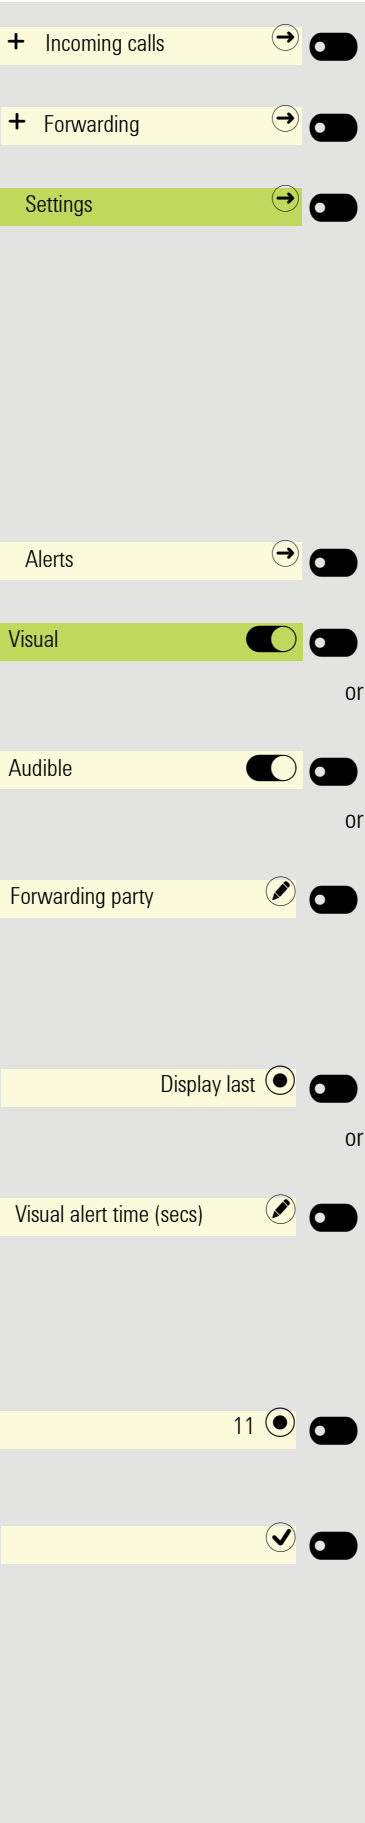 + Incoming calls
+ Forwarding
Settings
Alerts
Visual
or
Audible
or
Forwarding party
Display last
or
Visual alert time (secs)
11